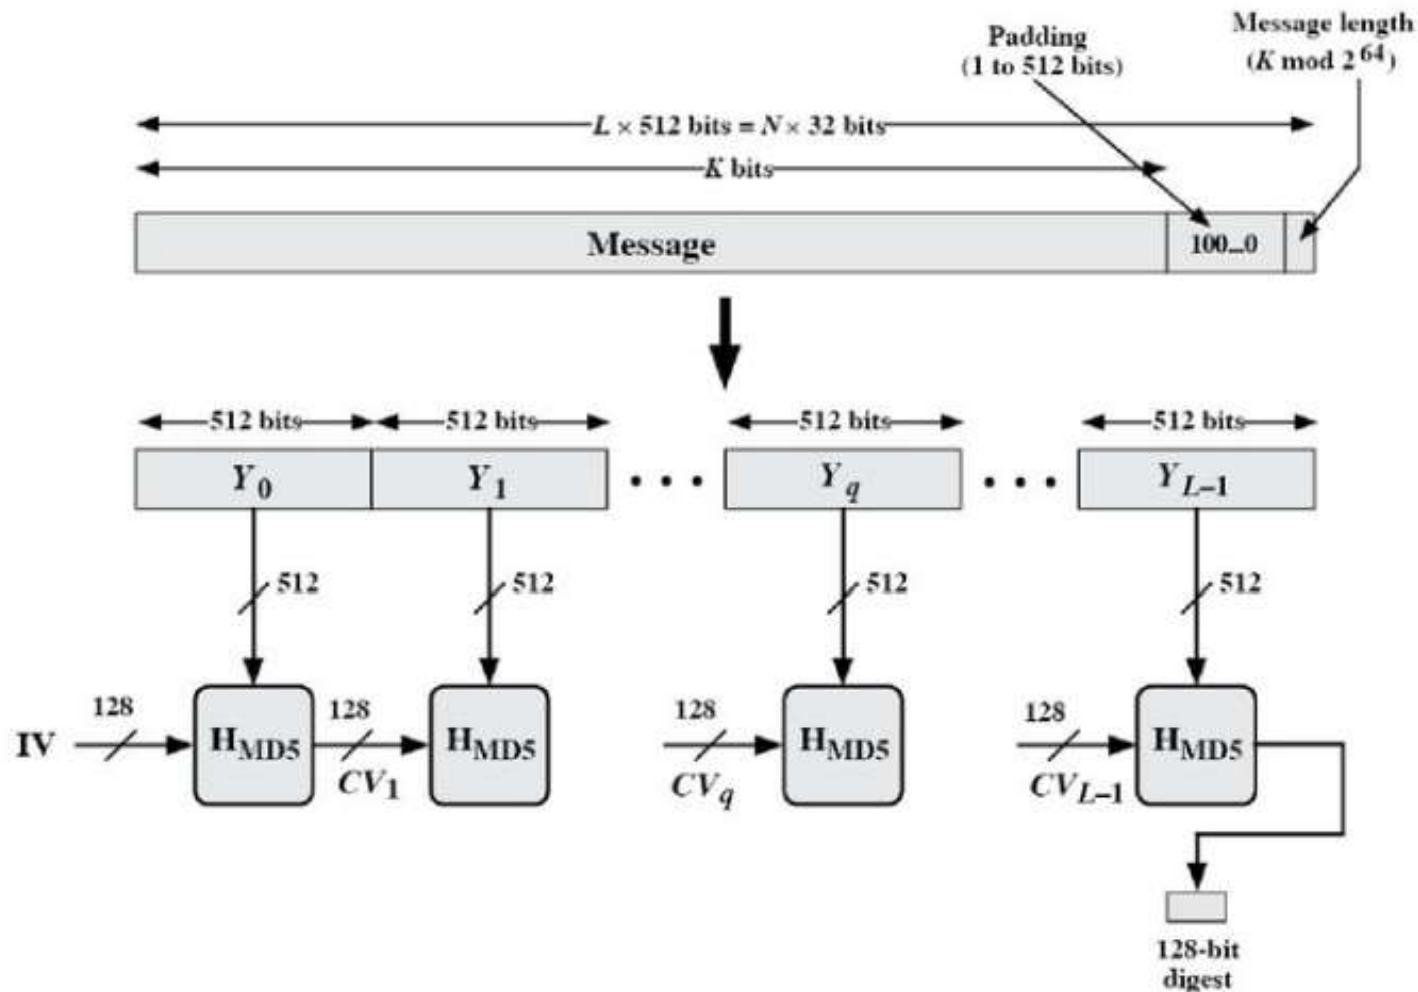 Padding
(1 to 512 bits)
Message length
(K mod 2^64)
L × 512 bits = N × 32 bits
K bits
Message
100...0
512 bits 512 bits 512 bits 512 bits
Y0 Y1 • • • Yq • • • YL–1
512 512 512 512
128 128 128 128
IV HMD5 HMD5 HMD5 HMD5
CV1 CVq CVL–1
128-bit
digest